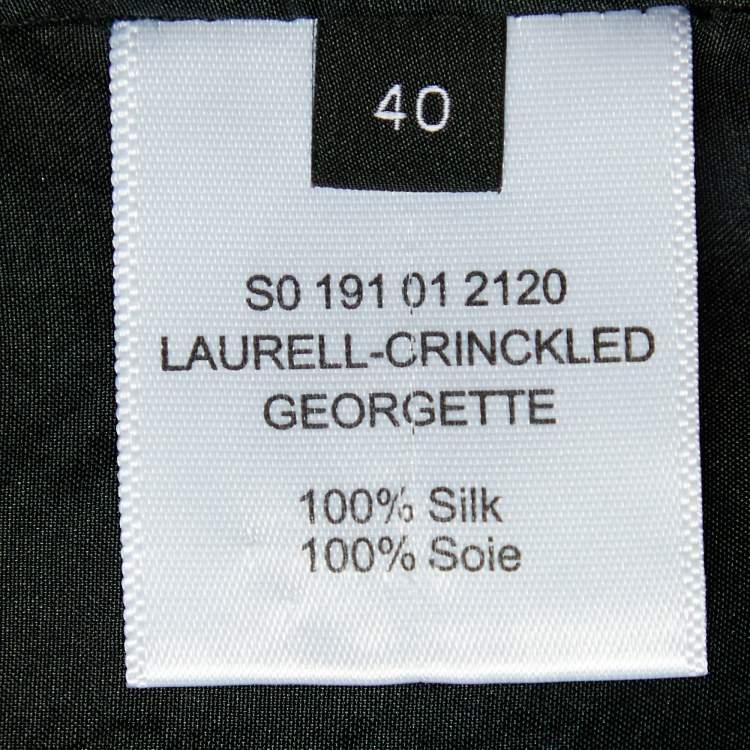 40
S0 191 01 2120
LAURELL-CRINCKLED
GEORGETTE
100% Silk
100% Soie